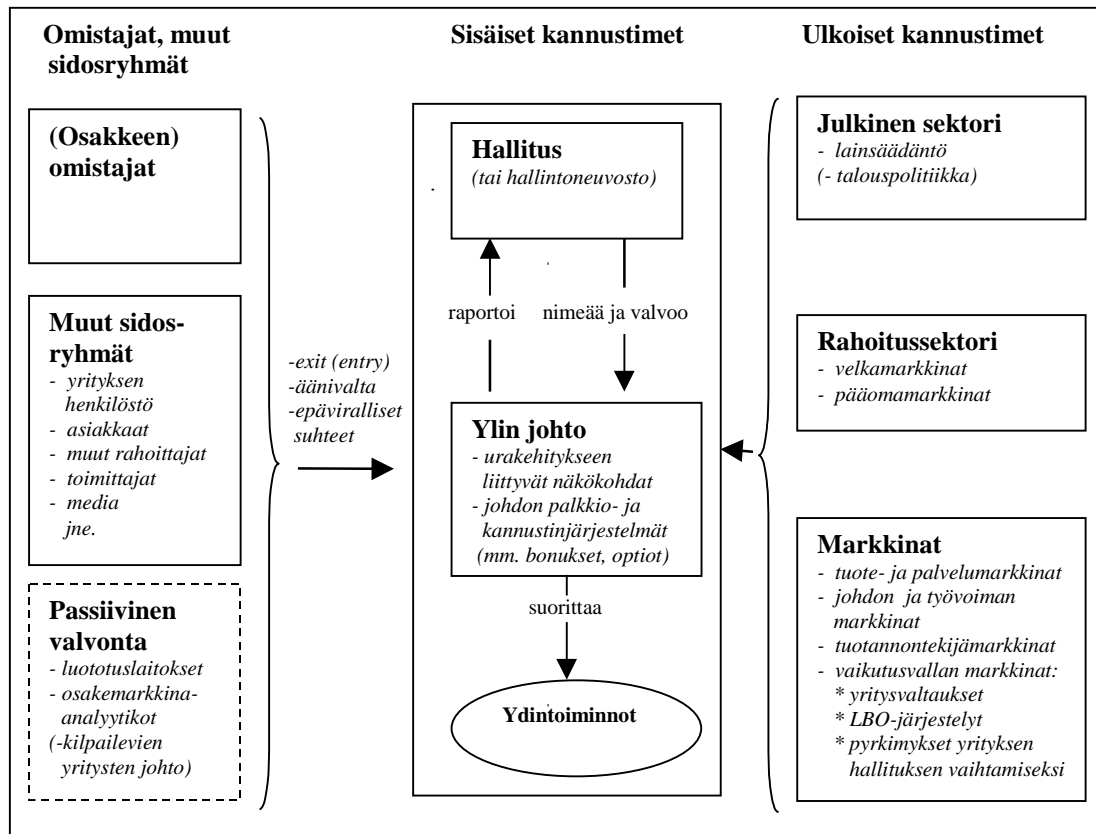 Omistajat, muut
sidosryhmät
(Osakkeen)
omistajat
Muut sidos-
ryhmät
- yrityksen
henkilöstö
- asiakkaat
- muut rahoittajat
- toimittajat
- media
jne.
Passiivinen
valvonta
- luototuslaitokset
- osakemarkkina-
analyytikot
(-kilpailevien
yritysten johto)
-exit (entry)
-äänivalta
-epäviralliset
suhteet
Sisäiset kannustimet
Hallitus
(tai hallintoneuvosto)
raportoi
nimeää ja valvoo
Ylin johto
- urakehitykseen
liittyvät näkökohdat
- johdon palkkio- ja
kannustinjärjestelmät
(mm. bonukset, optiot)
suorittaa
Ydintoiminnot
Ulkoiset kannustimet
Julkinen sektori
- lainsäädäntö
(- talouspolitiikka)
Rahoitussektori
- velkamarkkinat
- pääomamarkkinat
Markkinat
- tuote- ja palvelumarkkinat
- johdon ja työvoiman
markkinat
- tuotannontekijämarkkinat
- vaikutusvallan markkinat:
* yritysvaltaukset
* LBO-järjestelyt
* pyrkimykset yrityksen
hallituksen vaihtamiseksi